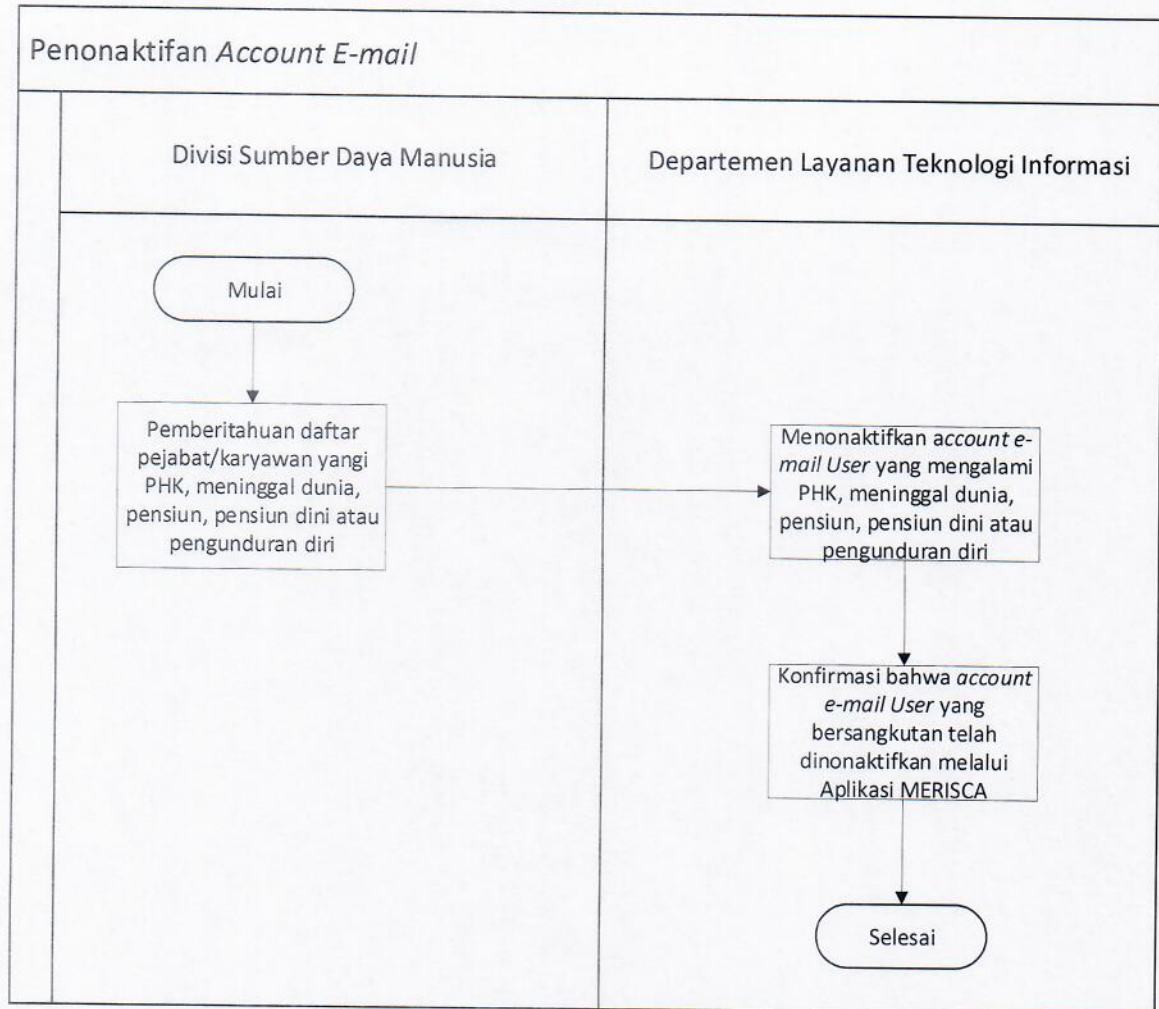 Penonaktifan Account E-mail
Divisi Sumber Daya Manusia
Departemen Layanan Teknologi Informasi
Mulai
Pemberitahuan daftar
pejabat/karyawan yangi
PHK, meninggal dunia,
pensiun, pensiun dini atau
pengunduran diri
Menonaktifkan account e-
mail User yang mengalami
PHK, meninggal dunia,
pensiun, pensiun dini atau
pengunduran diri
Konfirmasi bahwa account
e-mail User yang
bersangkutan telah
dinonaktifkan melalui
Aplikasi MERISCA
Selesai